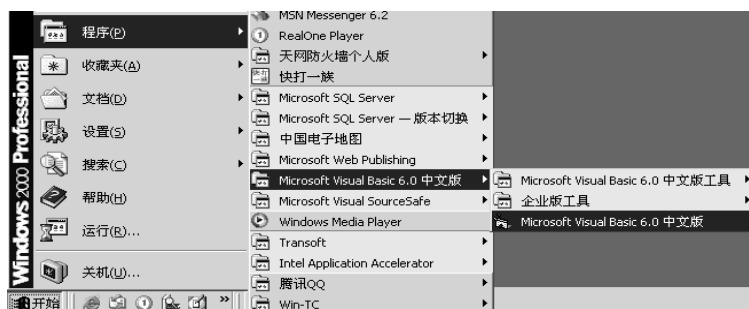 Windows 2000 Professional
程序(P)
收藏夹(A)
文档(D)
设置(S)
搜索(C)
帮助(H)
运行(R)...
关机(U)...
开始
»
MSN Messenger 6.2
RealOne Player
天网防火墙个人版
快打一族
Microsoft SQL Server
Microsoft SQL Server — 版本切换
中国电子地图
Microsoft Web Publishing
Microsoft Visual Basic 6.0 中文版
Microsoft Visual SourceSafe
Windows Media Player
Transoft
Intel Application Accelerator
腾讯QQ
Win-TC
Microsoft Visual Basic 6.0 中文版工具
企业版工具
Microsoft Visual Basic 6.0 中文版